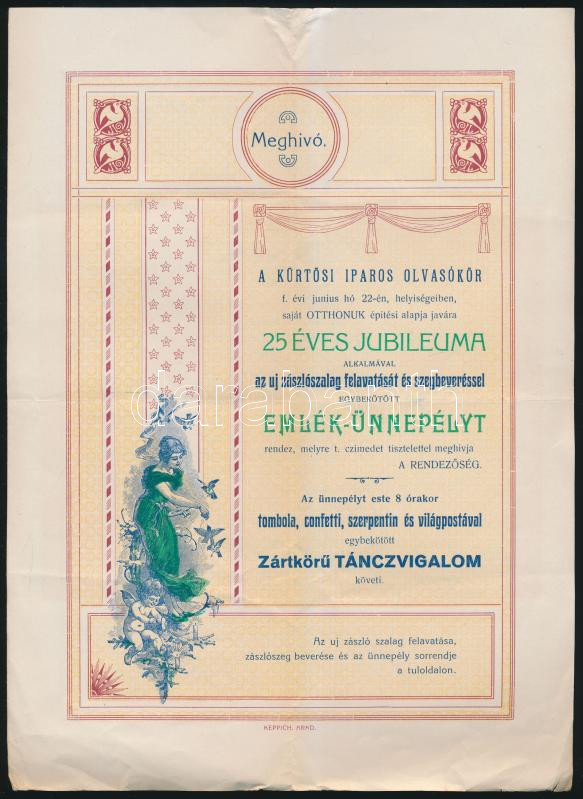 Meghivó.
A KÜRTÖSI IPAROS OLVASÓKÖR
f. évi junius hó 22-én, helyiségeiben,
saját OTTHONUK épitési alapja javára
25 ÉVES JUBILEUMA
ALKALMÁVAL
az uj zászlószalag felavatását és szegbeveréssel
EGYBEKÖTÖTT
EMLÉK-ÜNNEPÉLYT
rendez, melyre t. czimedet tisztelettel meghivja
A RENDEZŐSÉG.
Az ünnepélyt este 8 órakor
tombola, confetti, szerpentin és világpostával
egybekötött
Zártkörű TÁNCZVIGALOM
követi.
Az uj zászló szalag felavatása,
zászlószeg beverése és az ünnepély sorrendje
a tuloldalon.
KEPPICH, ARAD.
darabanth